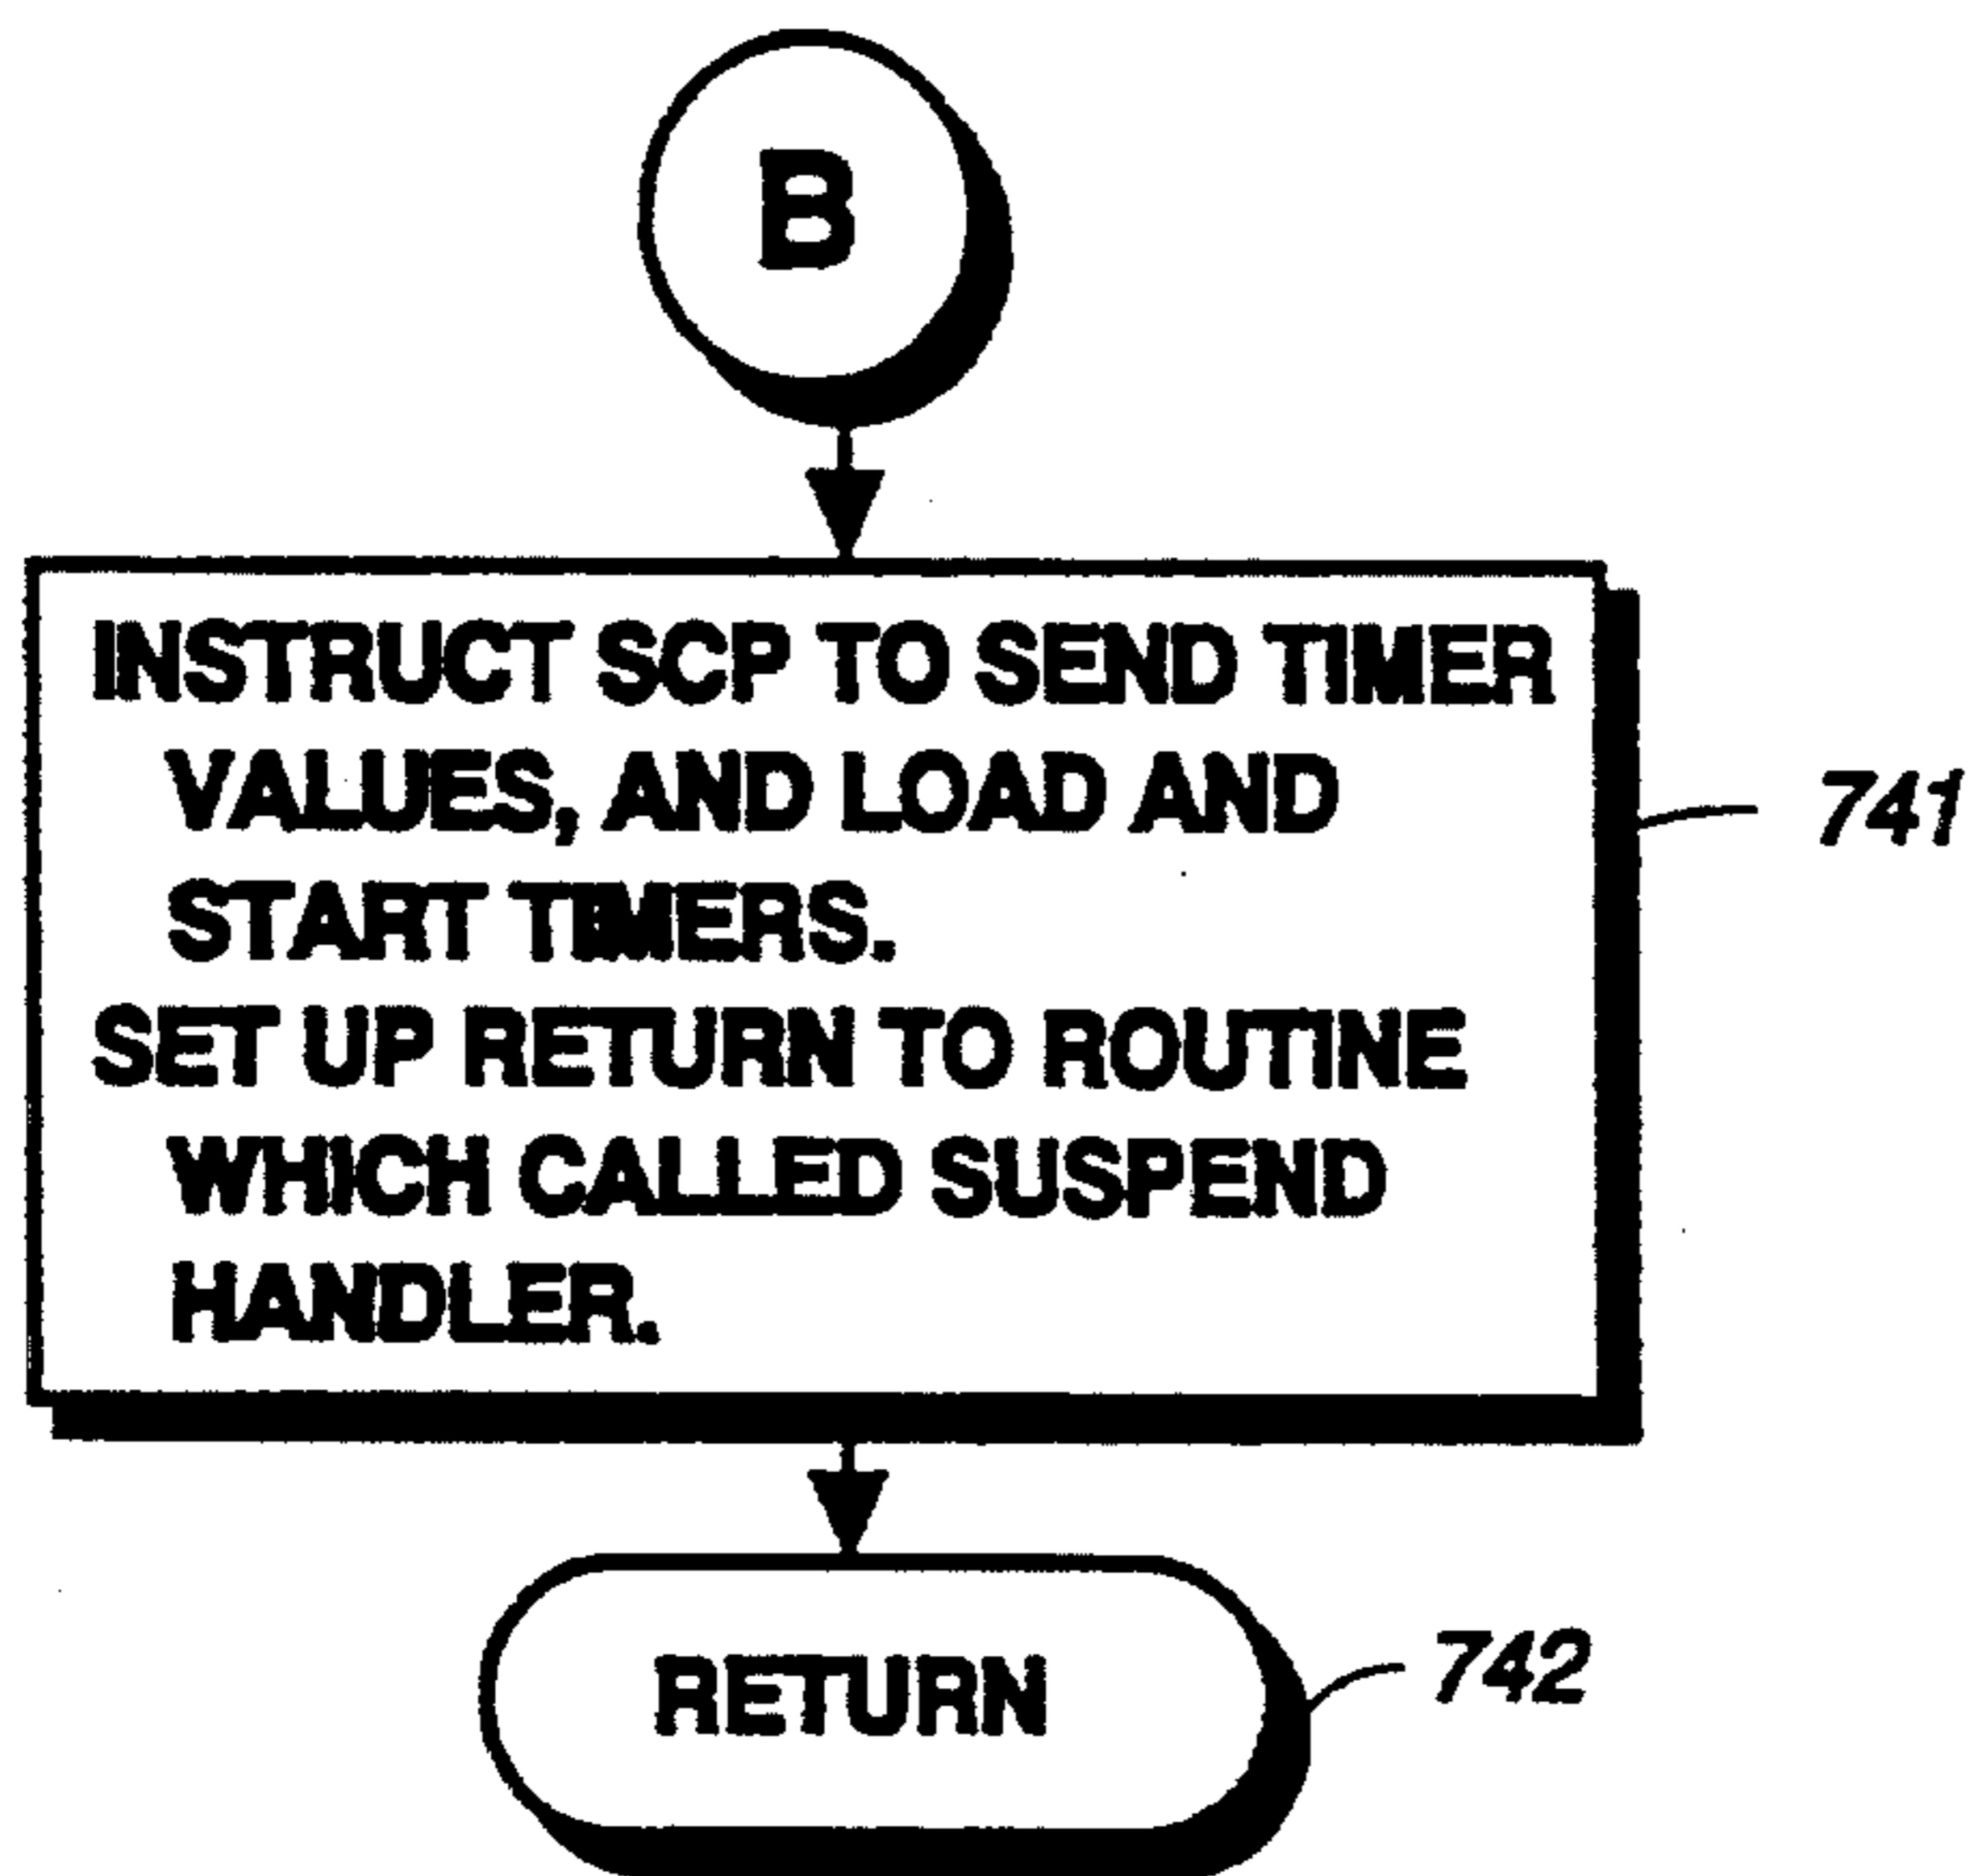 B
INSTRUCT SCP TO SEND TIMER
VALUES, AND LOAD AND
START TIMERS.
SET UP RETURN TO ROUTINE
WHICH CALLED SUSPEND
HANDLER.
741
RETURN
742